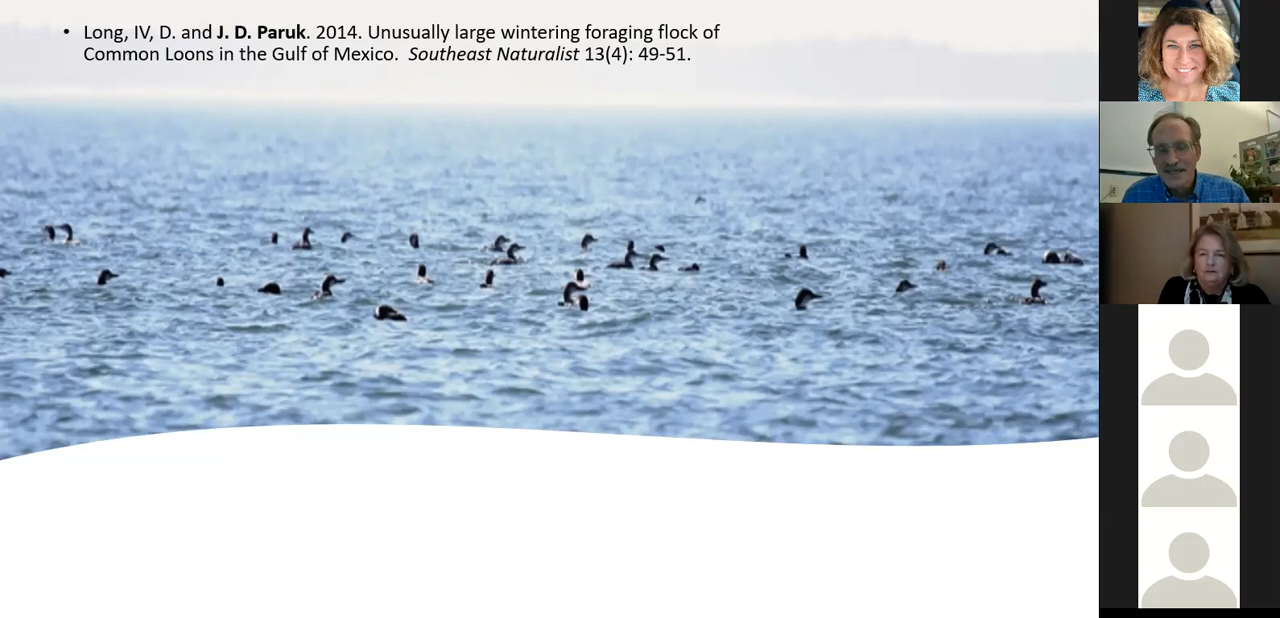 • Long, IV, D. and J. D. Paruk. 2014. Unusually large wintering foraging flock of
Common Loons in the Gulf of Mexico. Southeast Naturalist 13(4): 49-51.